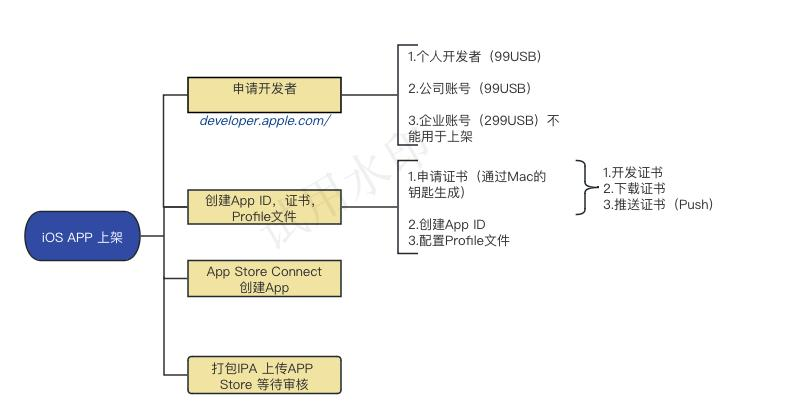 申请开发者
developer.apple.com/
1.个人开发者（99USB）
2.公司账号（99USB）
3.企业账号（299USB）不
能用于上架
创建App ID，证书，
Profile文件
1.申请证书（通过Mac的
钥匙生成）
2.创建App ID
3.配置Profile文件
1.开发证书
2.下载证书
3.推送证书（Push）
iOS APP 上架
App Store Connect
创建App
打包IPA 上传APP
Store 等待审核
试用水印